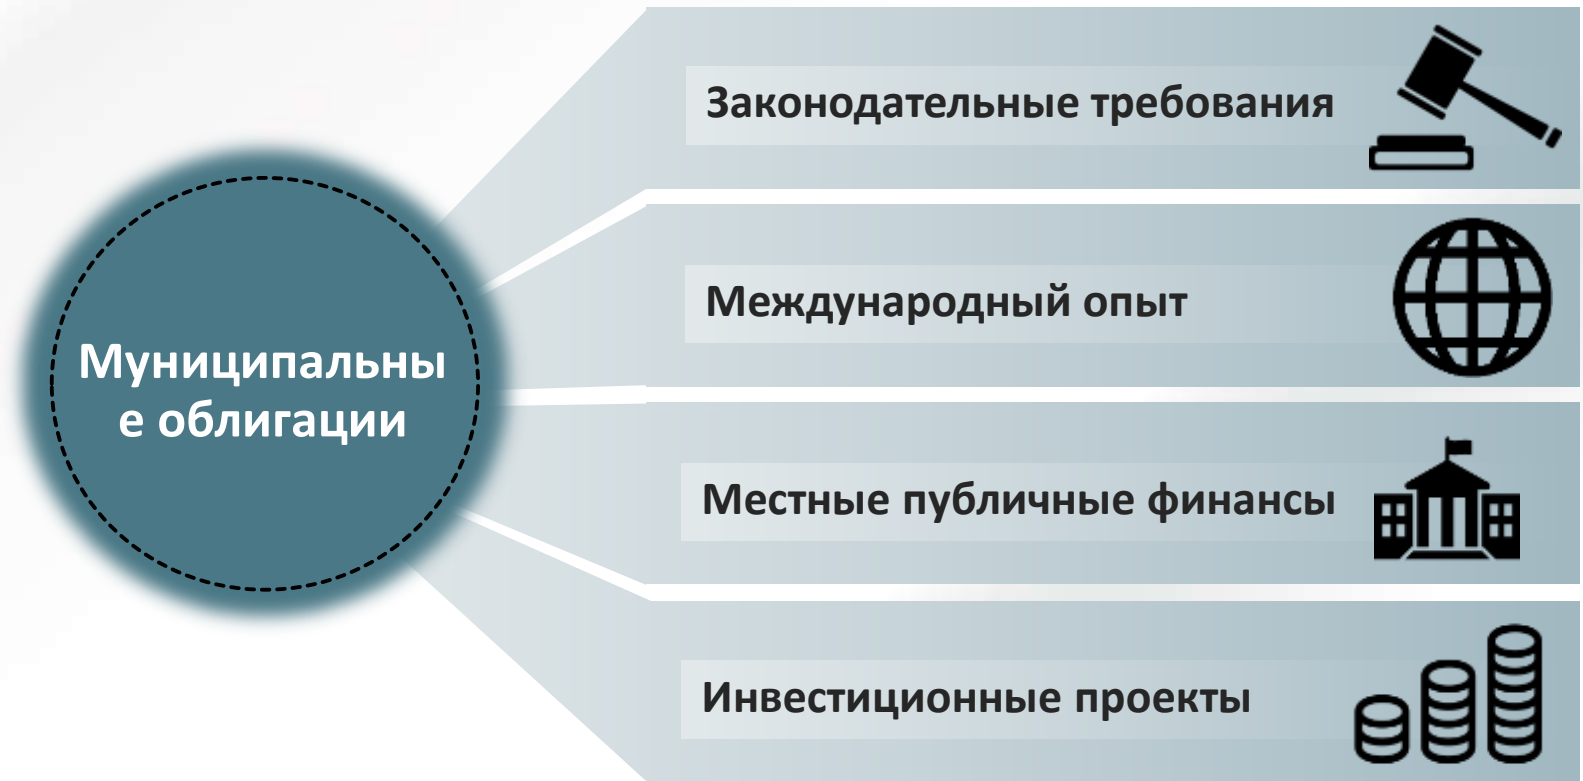 Муниципальны
е облигации
Законодательные требования
Международный опыт
Местные публичные финансы
Инвестиционные проекты